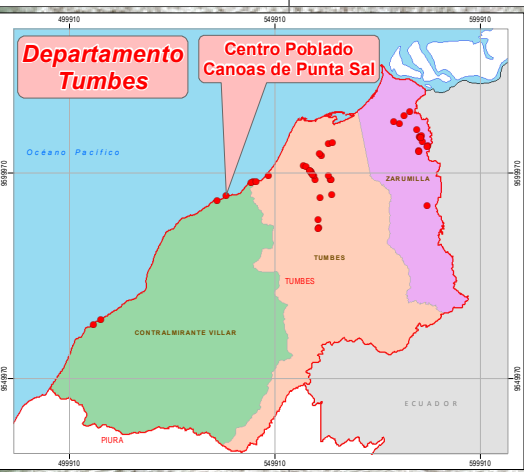 499910 549910 599910
Departamento
Tumbes
Centro Poblado
Canoas de Punta Sal
Océano Pacífico
9599970
9599970
ZARUMILLA
TUMBES
TUMBES
CONTRALMIRANTE VILLAR
9549970
9549970
ECUADOR
PIURA
499910 549910 599910